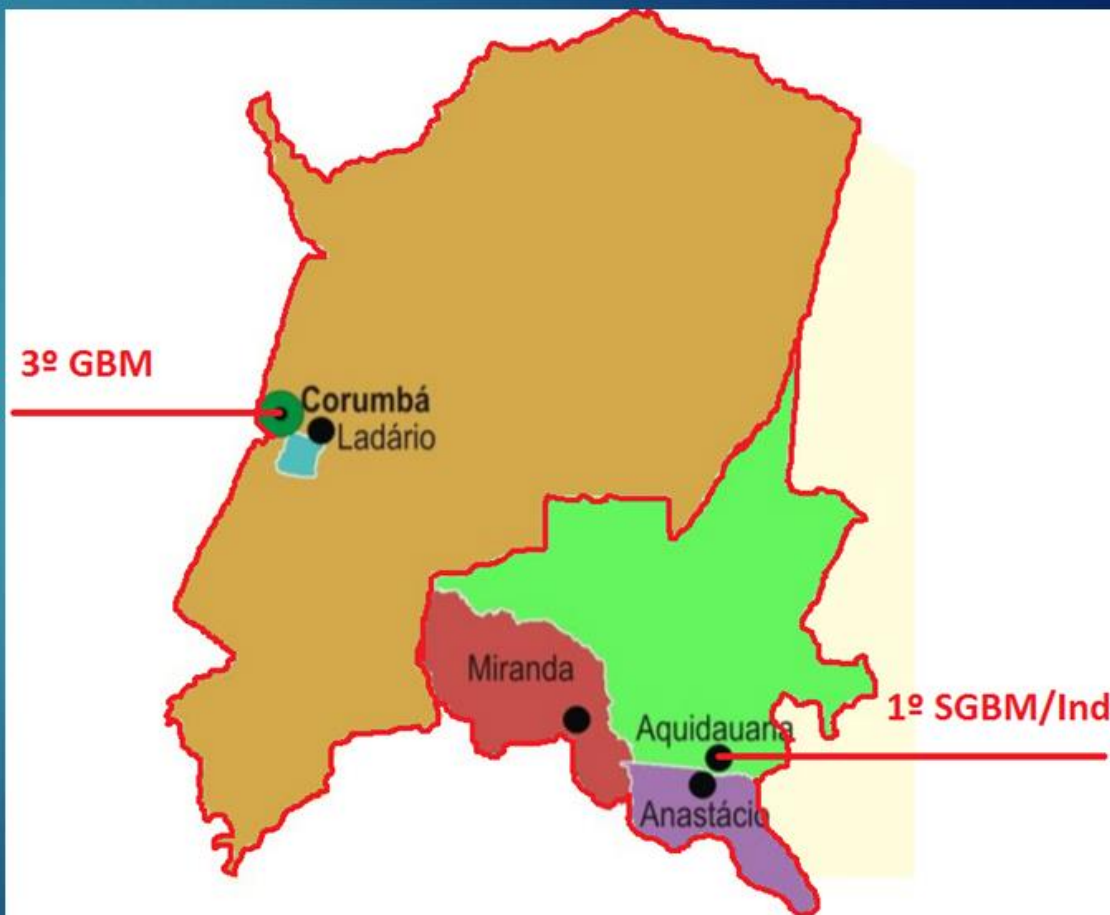 3º GBM
Corumbá
Ladário
Miranda
Aquidauana
1º SGBM/Ind
Anastácio